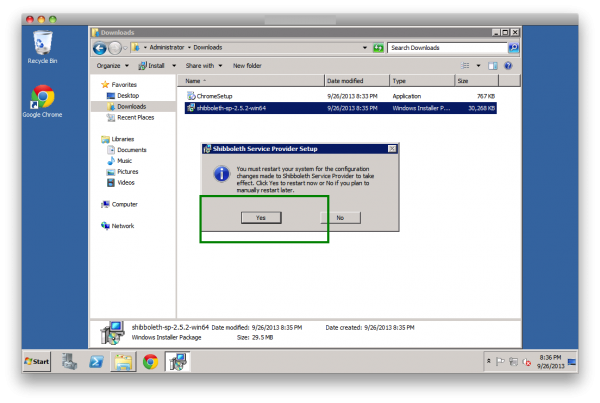 Downloads
Administrator
Downloads
Search Downloads
Organize
Install
Share with
New folder
Name
Date modified
Type
Size
Favorites
Desktop
Downloads
Recent Places
Libraries
Documents
Music
Pictures
Videos
Computer
Network
ChromeSetup
9/26/2013 8:33 PM
Application
767 KB
shibboleth-sp-2.5.2-win64
9/26/2013 8:35 PM
Windows Installer P...
30,268 KB
Recycle Bin
Google Chrome
Shibboleth Service Provider Setup
You must restart your system for the configuration
changes made to Shibboleth Service Provider to take
effect. Click Yes to restart now or No if you plan to
manually restart later.
Yes
No
shibboleth-sp-2.5.2-win64 Date modified: 9/26/2013 8:35 PM
Date created: 9/26/2013 8:35 PM
Windows Installer Package
Size: 29.5 MB
Start
8:36 PM
9/26/2013